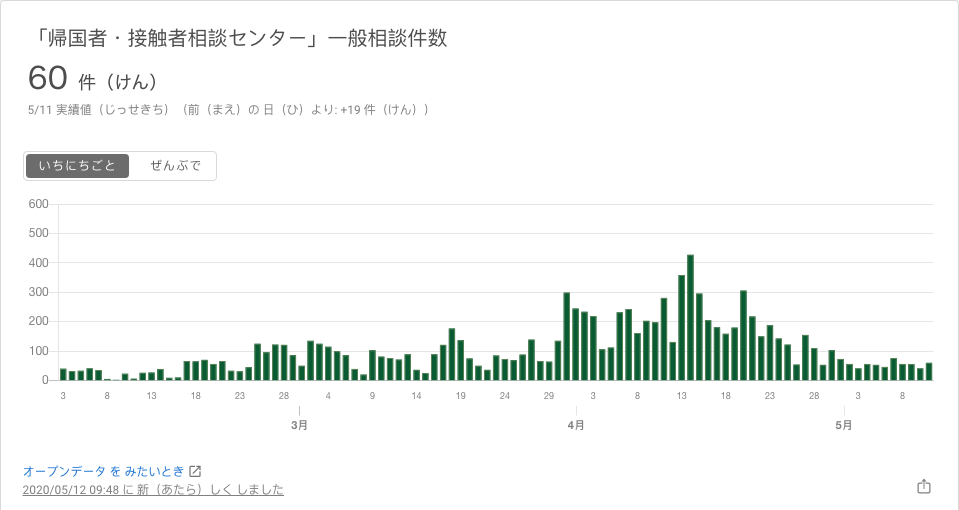 「帰国者・接触者相談センター」一般相談件数
60 件（けん）
5/11 実績値（じっせきち）（前（まえ）の 日（ひ）より: +19 件（けん））
いちにちごと ぜんぶで
600
500
400
300
200
100
0
3 8 13 18 23 28 4 9 14 19 24 29 3 8 13 18 23 28 3 8
3月 4月 5月
オープンデータ を みたいとき
2020/05/12 09:48 に 新（あたら）しく しました